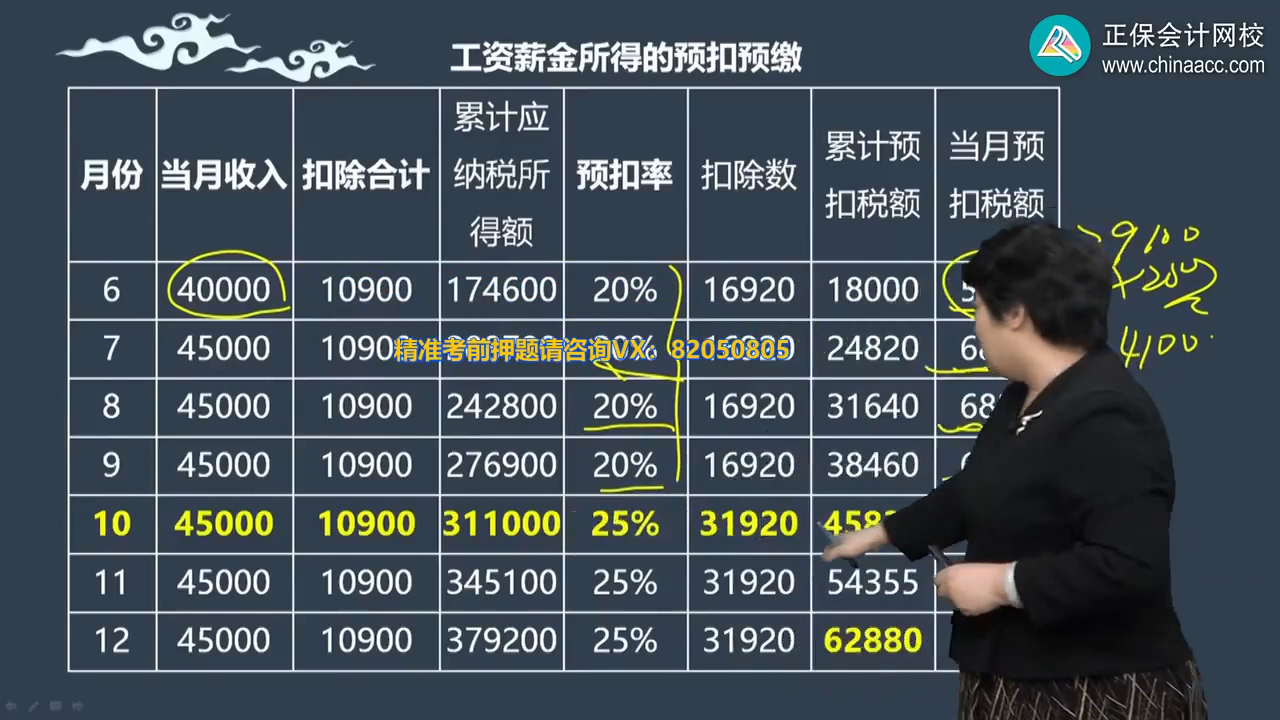 正保会计网校
www.chinaacc.com
工资薪金所得的预扣预缴
月份 当月收入 扣除合计 累计应纳税所得额 预扣率 扣除数 累计预扣税额 当月预扣税额
6 40000 10900 174600 20% 16920 18000
9100
7 45000 24820
精准考前押题请咨询VX：82050805
4100
8 45000 10900 242800 20% 16920 31640
9 45000 10900 276900 20% 16920 38460
10 45000 10900 311000 25% 31920
11 45000 10900 345100 25% 31920 54355
12 45000 10900 379200 25% 31920 62880